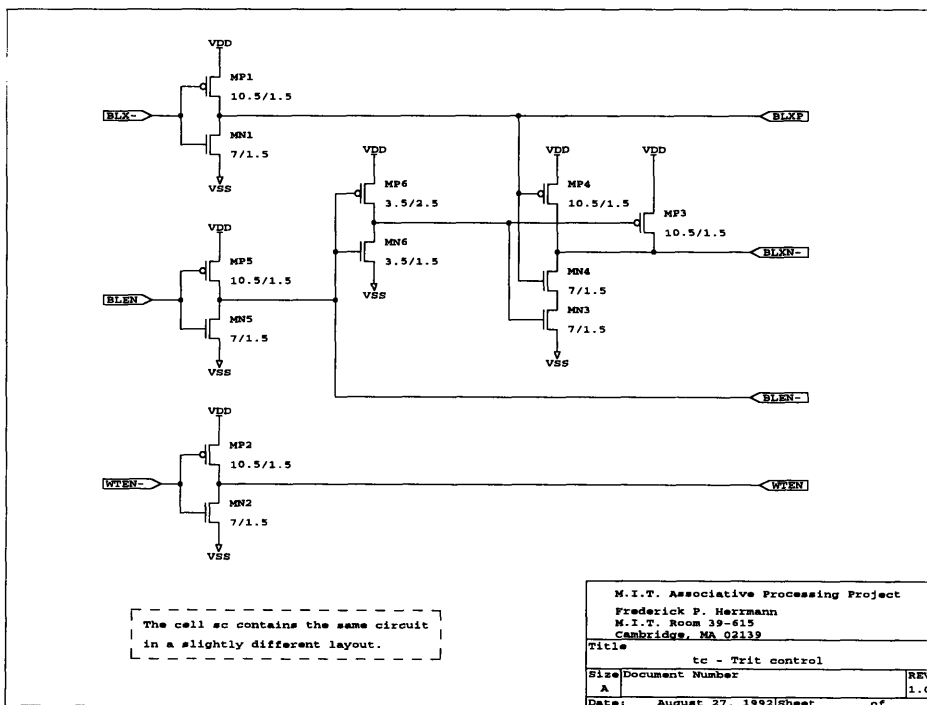 VDD
MP1
10.5/1.5
BLX-
BLXP
MN1
7/1.5
VSS
VDD
VDD
VDD
MP6
3.5/2.5
MP4
10.5/1.5
MP3
10.5/1.5
VDD
MP5
10.5/1.5
MN6
3.5/1.5
BLXN-
MN4
7/1.5
VSS
BLEN
MN5
7/1.5
MN3
7/1.5
VSS
VSS
BLEN-
VDD
MP2
10.5/1.5
WTEN-
WTEN
MN2
7/1.5
VSS
The cell sc contains the same circuit
in a slightly different layout.
M.I.T. Associative Processing Project
Frederick P. Herrmann
M.I.T. Room 39-615
Cambridge, MA 02139
Title
tc - Trit control
Size Document Number REV
A 1.0
Date: August 27, 1992 Sheet of